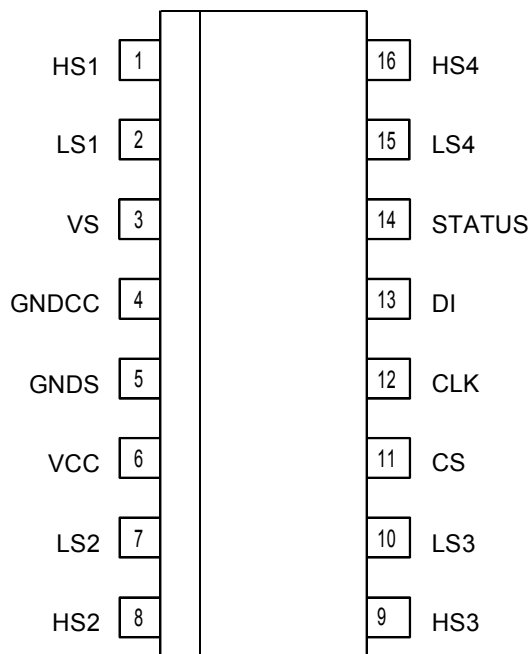 HS1 1 16 HS4
LS1 2 15 LS4
VS 3 14 STATUS
GNDCC 4 13 DI
GNDS 5 12 CLK
VCC 6 11 CS
LS2 7 10 LS3
HS2 8 9 HS3